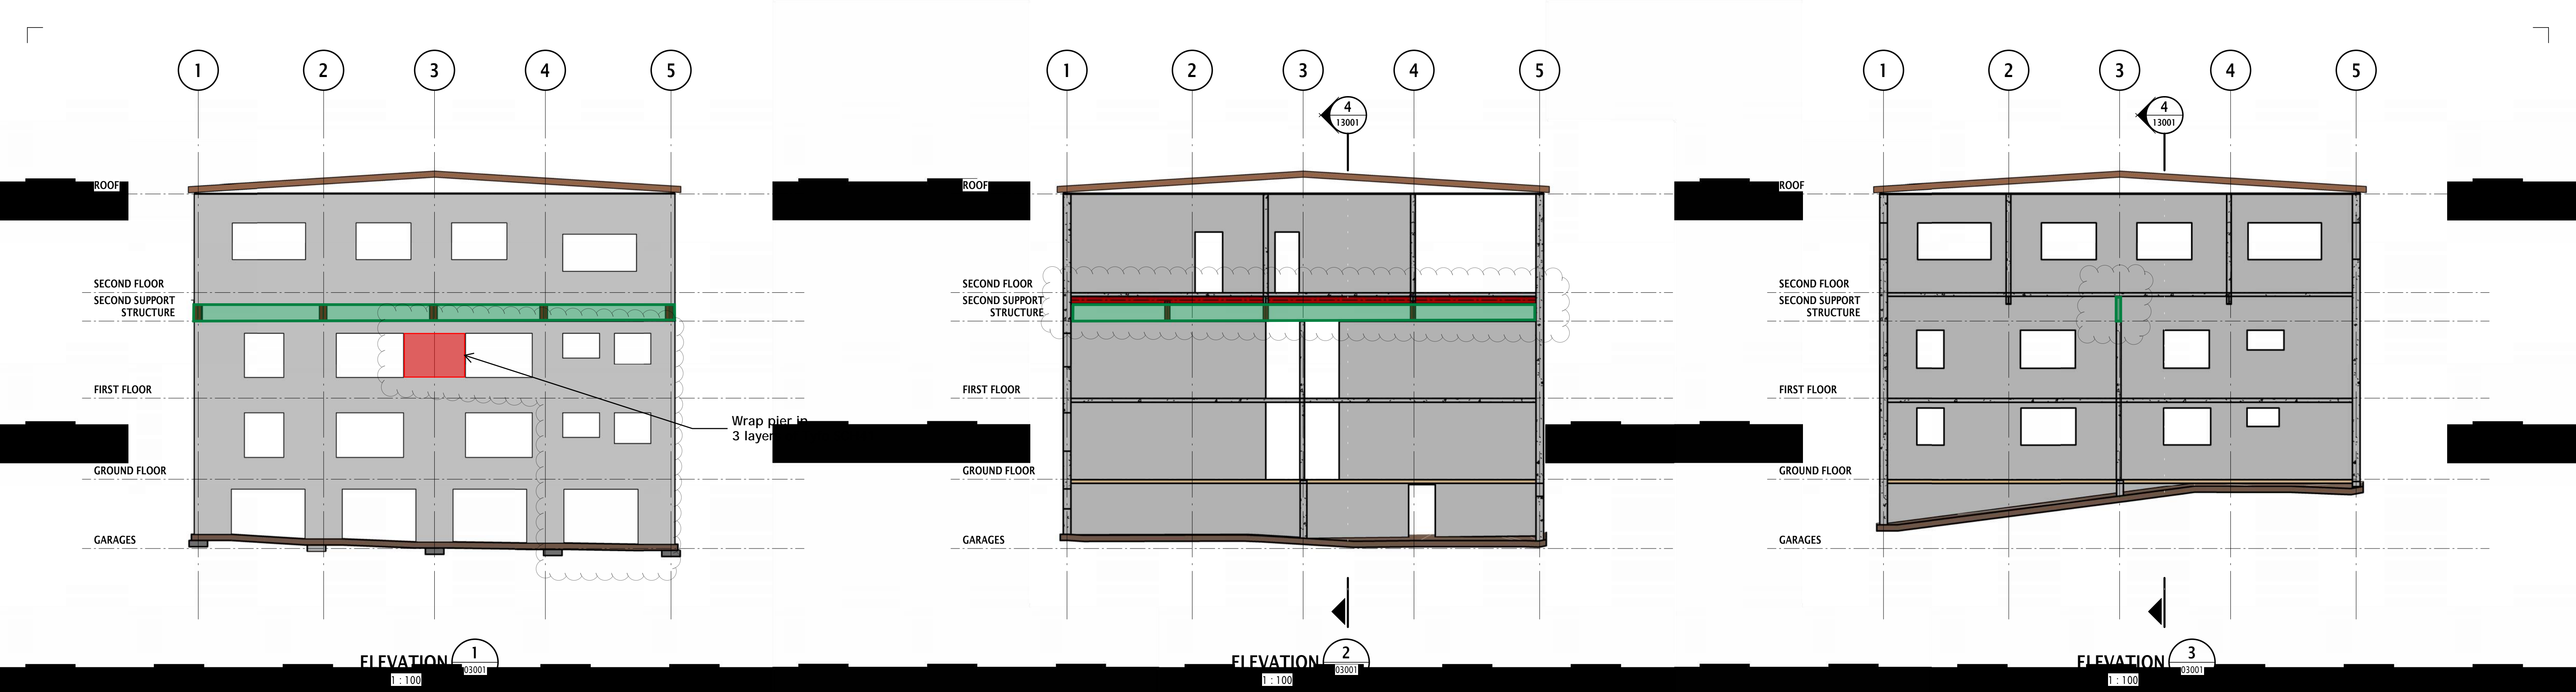 1 2 3 4 5
ROOF
SECOND FLOOR
SECOND SUPPORT
STRUCTURE
FIRST FLOOR
Wrap pier in
3 layer
GROUND FLOOR
GARAGES
ELEVATION 1
03001
1 : 100
1 2 3 4 5
4
13001
ROOF
SECOND FLOOR
SECOND SUPPORT
STRUCTURE
FIRST FLOOR
GROUND FLOOR
GARAGES
ELEVATION 2
03001
1 : 100
1 2 3 4 5
4
13001
ROOF
SECOND FLOOR
SECOND SUPPORT
STRUCTURE
FIRST FLOOR
GROUND FLOOR
GARAGES
ELEVATION 3
03001
1 : 100